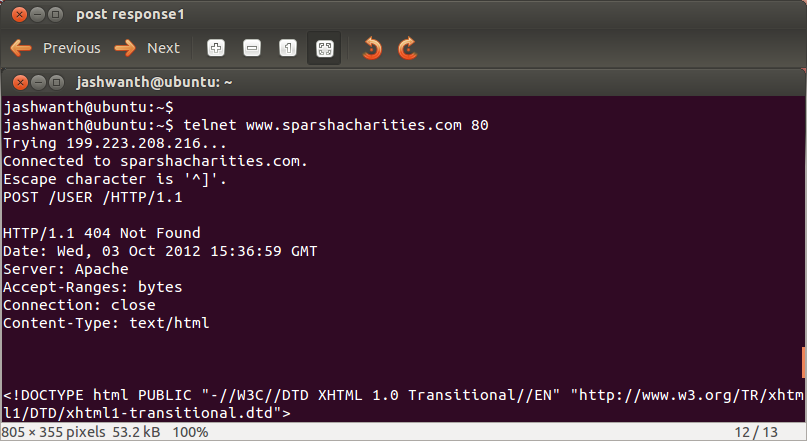 post response1
Previous Next
jashwanth@ubuntu: ~
jashwanth@ubuntu:~$
jashwanth@ubuntu:~$ telnet www.sparshacharities.com 80
Trying 199.223.208.216...
Connected to sparshacharities.com.
Escape character is '^]'.
POST /USER /HTTP/1.1
HTTP/1.1 404 Not Found
Date: Wed, 03 Oct 2012 15:36:59 GMT
Server: Apache
Accept-Ranges: bytes
Connection: close
Content-Type: text/html
<!DOCTYPE html PUBLIC "-//W3C//DTD XHTML 1.0 Transitional//EN" "http://www.w3.org/TR/xhtm
l1/DTD/xhtml1-transitional.dtd">
805 × 355 pixels 53.2 kB 100% 12 / 13